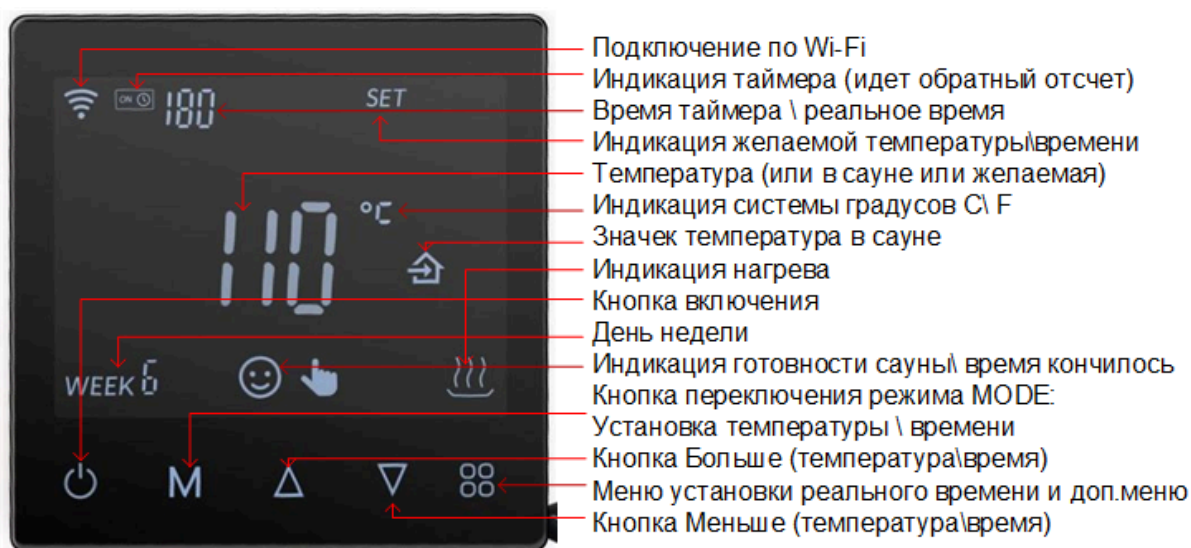 Подключение по Wi-Fi
Индикация таймера (идет обратный отсчет)
Время таймера \ реальное время
Индикация желаемой температуры\времени
Температура (или в сауне или желаемая)
Индикация системы градусов C\ F
Значек температура в сауне
Индикация нагрева
Кнопка включения
День недели
Индикация готовности сауны\ время кончилось
Кнопка переключения режима MODE:
Установка температуры \ времени
Кнопка Больше (температура\время)
Меню установки реального времени и доп.меню
Кнопка Меньше (температура\время)
ON 180 SET
110 °C
WEEK 6
M